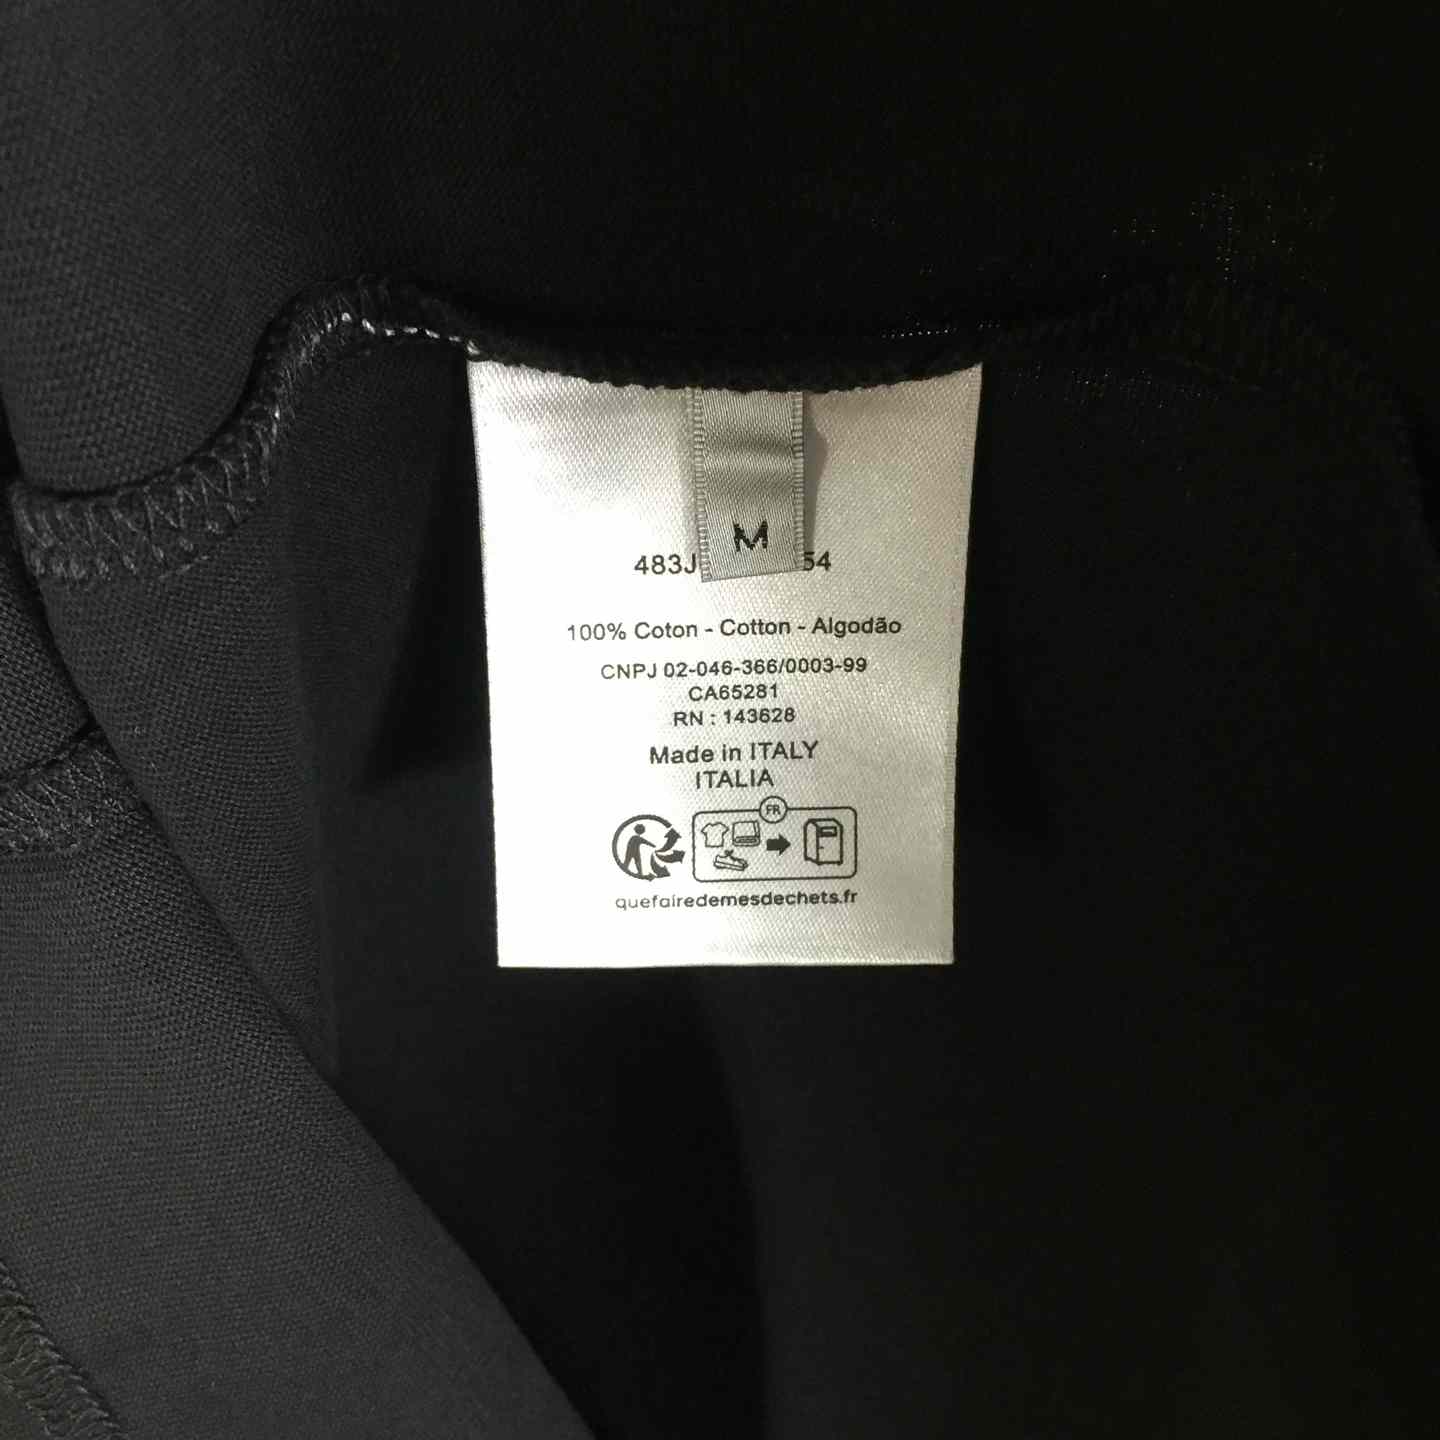 M
483J 54
100% Coton - Cotton - Algodão
CNPJ 02-046-366/0003-99
CA65281
RN : 143628
Made in ITALY
ITALIA
FR
quefairedemesdechets.fr